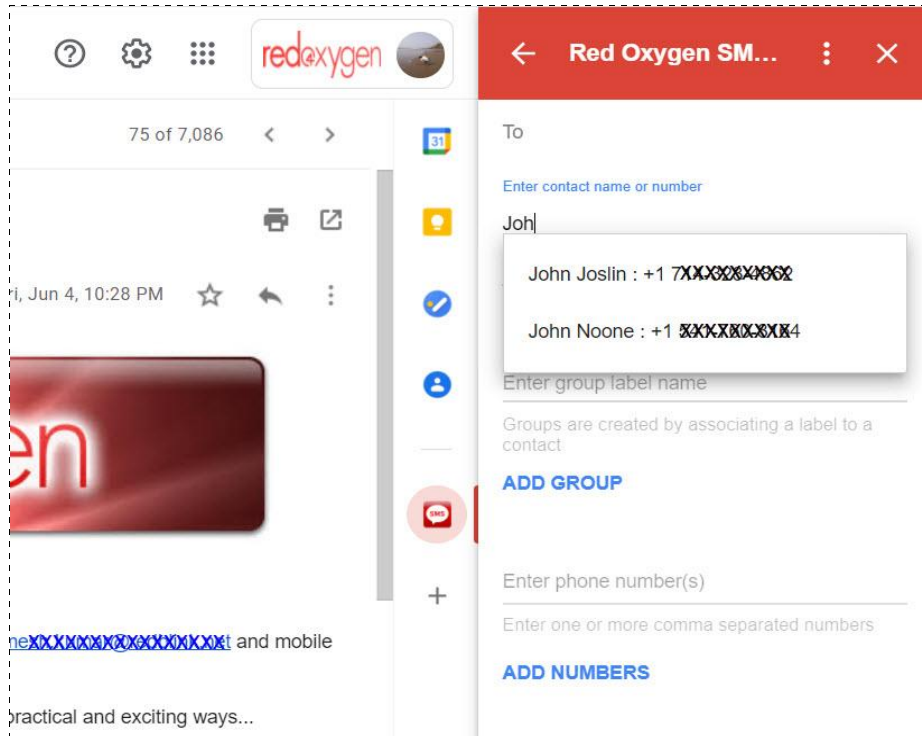 redoxygen
Red Oxygen SM...
75 of 7,086
31
To
Enter contact name or number
Joh
John Joslin : +1
John Noone : +1
Jun 4, 10:28 PM
Enter group label name
Groups are created by associating a label to a
contact
ADD GROUP
en
SMS
Enter phone number(s)
Enter one or more comma separated numbers
and mobile
ADD NUMBERS
practical and exciting ways...